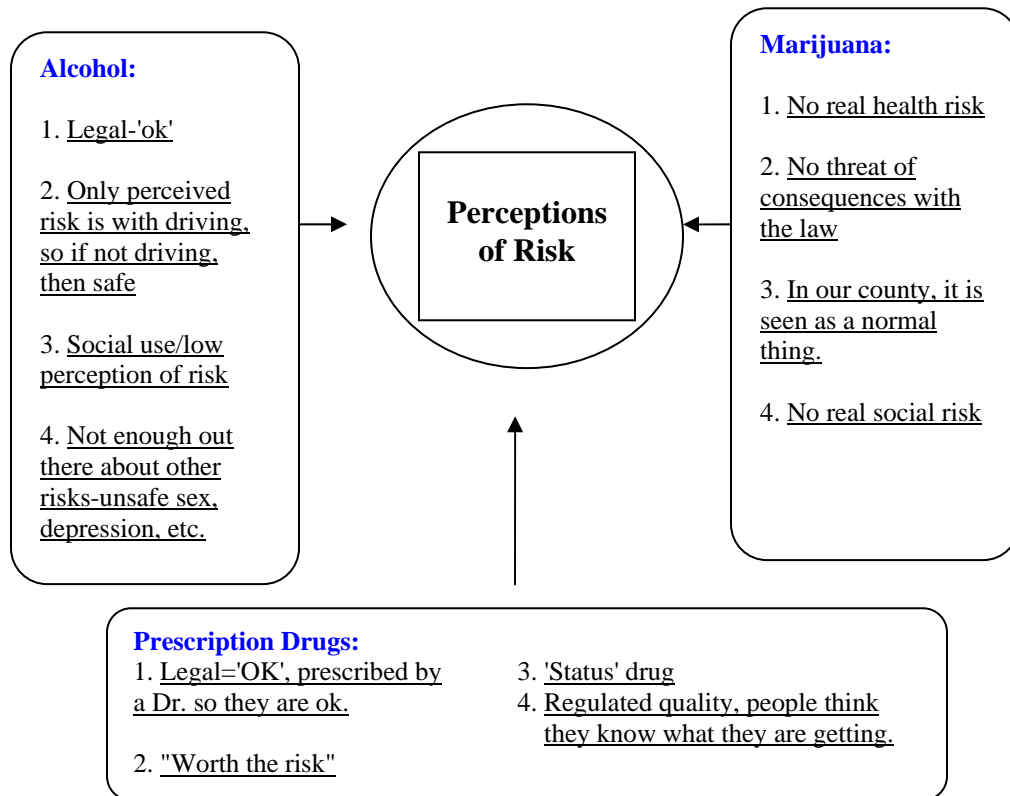 Alcohol:
1. Legal-'ok'
2. Only perceived
risk is with driving,
so if not driving,
then safe
3. Social use/low
perception of risk
4. Not enough out
there about other
risks-unsafe sex,
depression, etc.
Perceptions
of Risk
Marijuana:
1. No real health risk
2. No threat of
consequences with
the law
3. In our county, it is
seen as a normal
thing.
4. No real social risk
Prescription Drugs:
1. Legal='OK', prescribed by
a Dr. so they are ok.
2. "Worth the risk"
3. 'Status' drug
4. Regulated quality, people think
they know what they are getting.